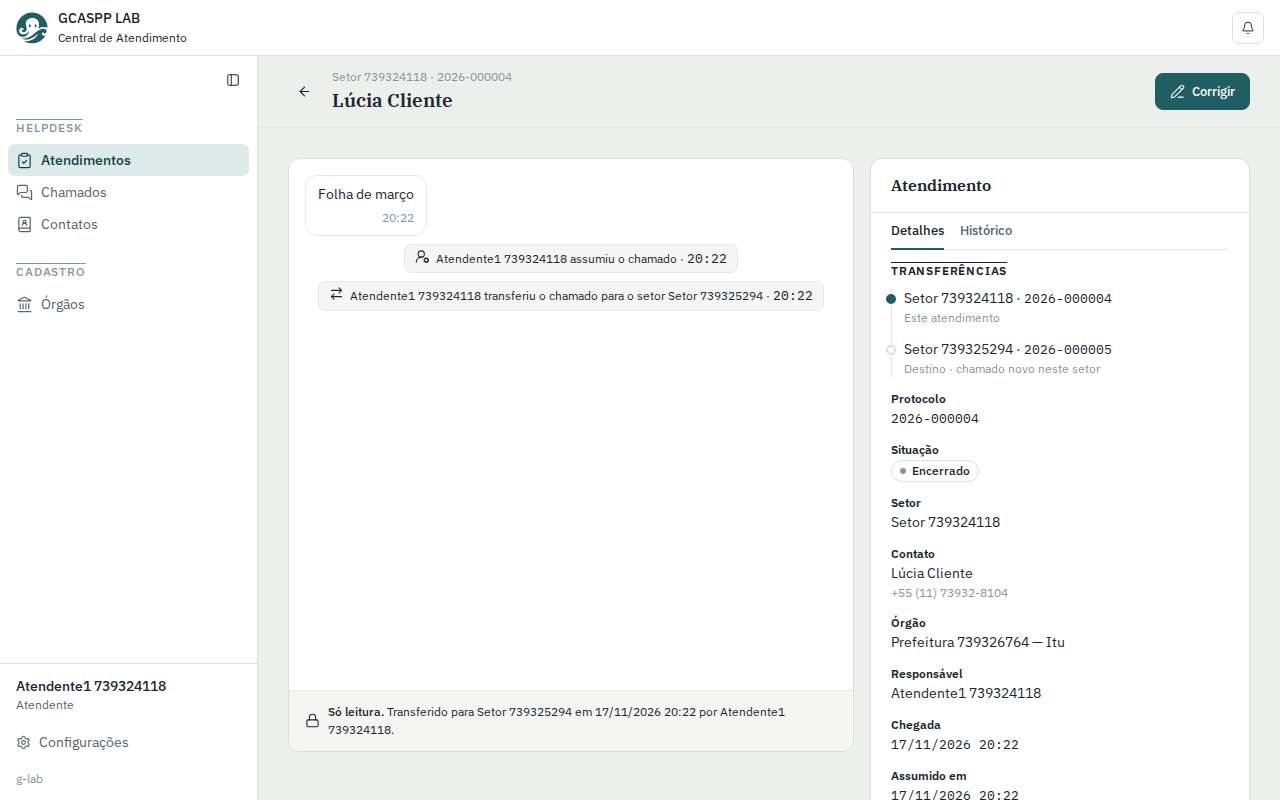 GCASPP LAB
Central de Atendimento
HELPDESK
Atendimentos
Chamados
Contatos
CADASTRO
Órgãos
Atendente1 739324118
Atendente
Configurações
g-lab
Setor 739324118 · 2026-000004
Lúcia Cliente
Corrigir
Folha de março
20:22
Atendente1 739324118 assumiu o chamado · 20:22
Atendente1 739324118 transferiu o chamado para o setor Setor 739325294 · 20:22
Só leitura. Transferido para Setor 739325294 em 17/11/2026 20:22 por Atendente1
739324118.
Atendimento
Detalhes Histórico
TRANSFERÊNCIAS
Setor 739324118 · 2026-000004
Este atendimento
Setor 739325294 · 2026-000005
Destino · chamado novo neste setor
Protocolo
2026-000004
Situação
Encerrado
Setor
Setor 739324118
Contato
Lúcia Cliente
+55 (11) 73932-8104
Órgão
Prefeitura 739326764 — Itu
Responsável
Atendente1 739324118
Chegada
17/11/2026 20:22
Assumido em
17/11/2026 20:22